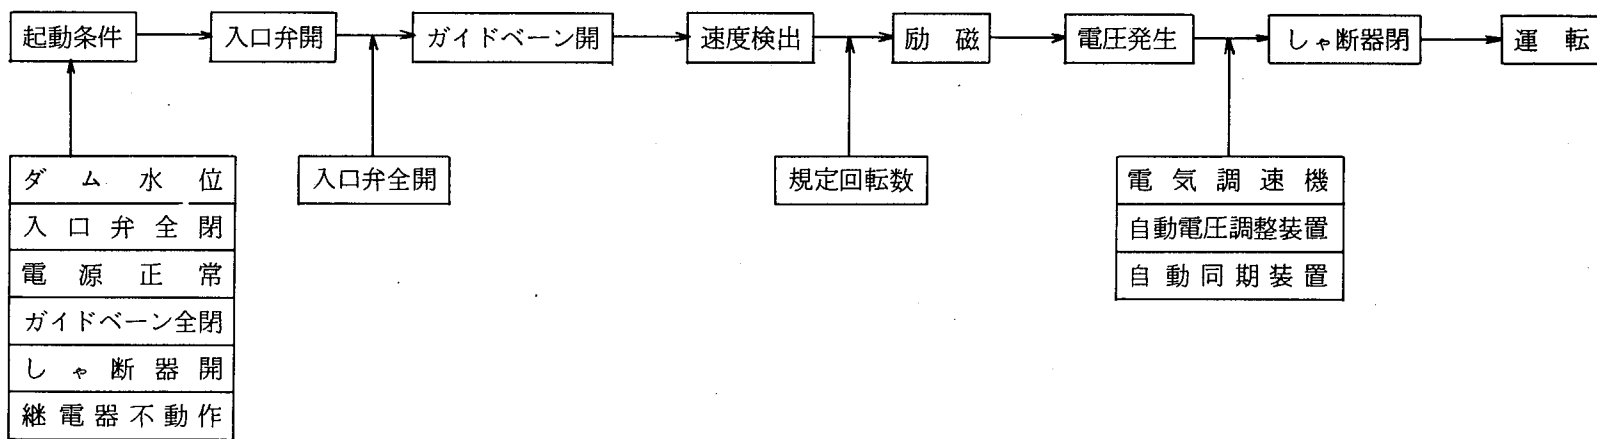 起動条件
入口弁開
ガイドベーン開
速度検出
励磁
電圧発生
しゃ断器閉
運転
ダム水位
入口弁全閉
電源正常
ガイドベーン全閉
しゃ断器開
継電器不動作
入口弁全開
規定回転数
電気調速機
自動電圧調整装置
自動同期装置